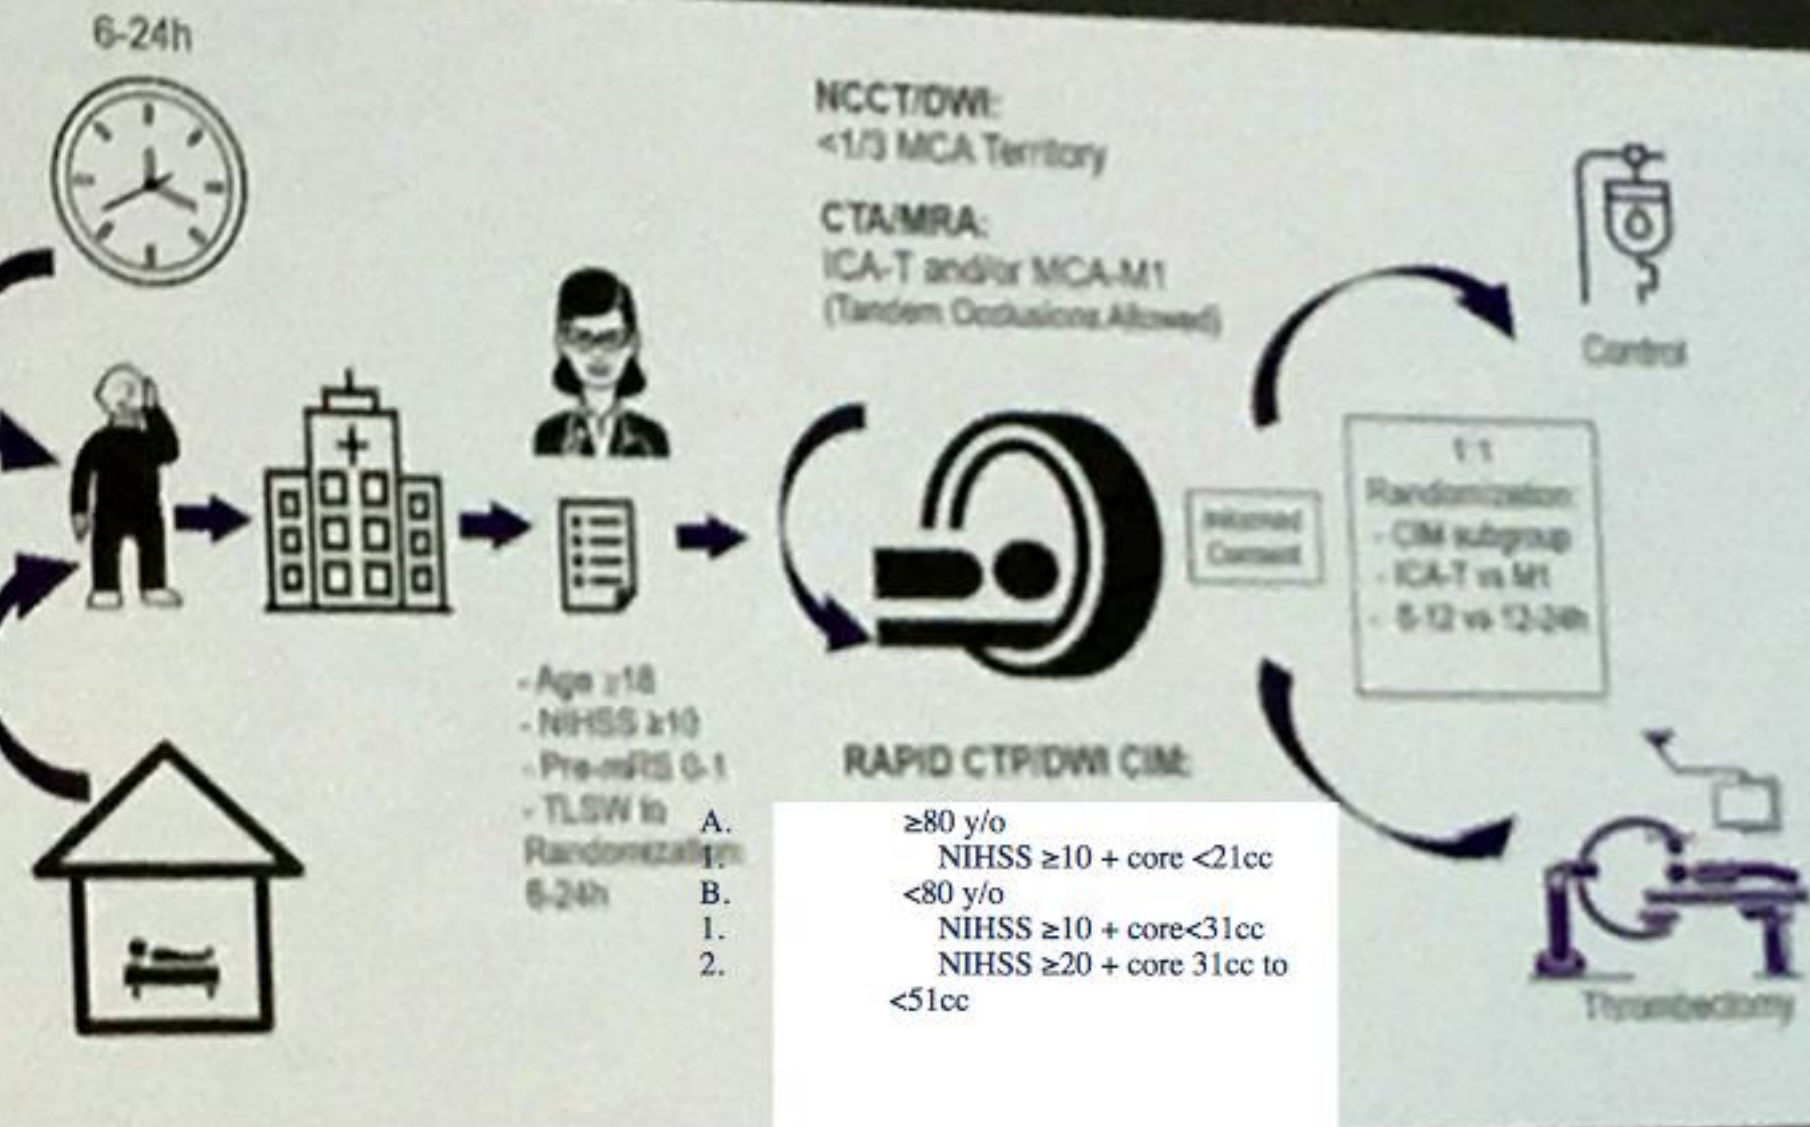 6-24h
NCCT/DWI:
<1/3 MCA Territory
CTA/MRA:
ICA-T and/or MCA-M1
(Tandem Occlusions Allowed)
Control
Informed
Consent
1:1
Randomization:
- CIM subgroup
- ICA-T vs M1
- 6-12 vs 12-24h
- Age ≥18
- NIHSS ≥10
- Pre-mRS 0-1
- TLSW to
Randomization:
6-24h
RAPID CTP/DWI CIM:
A. ≥80 y/o
1. NIHSS ≥10 + core <21cc
B. <80 y/o
1. NIHSS ≥10 + core<31cc
2. NIHSS ≥20 + core 31cc to
<51cc
Thrombectomy